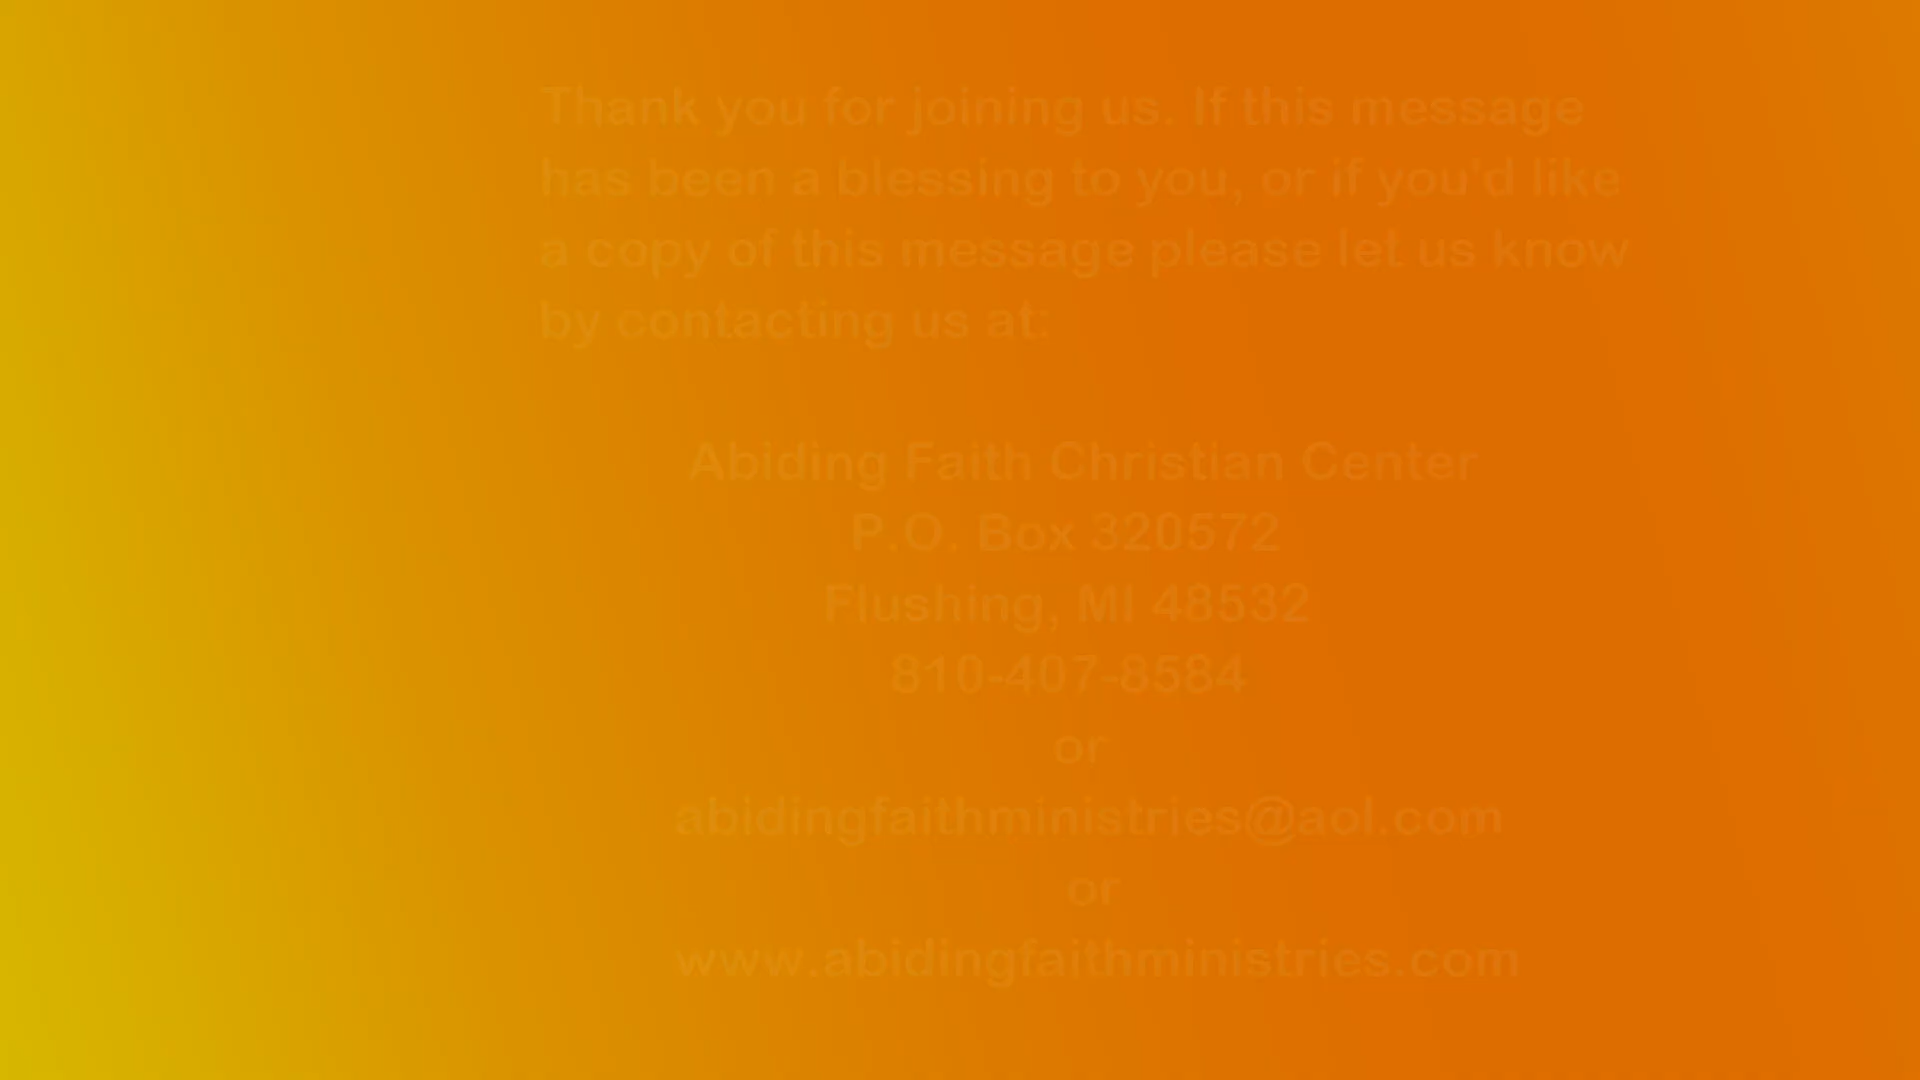 Thank you for joining us. If this message
has been a blessing to you, or if you'd like
a copy of this message please let us know
by contacting us at:
Abiding Faith Christian Center
P.O. Box 320572
Flushing, MI 48532
810-407-8584
or
abidingfaithministries@aol.com
or
www.abidingfaithministries.com